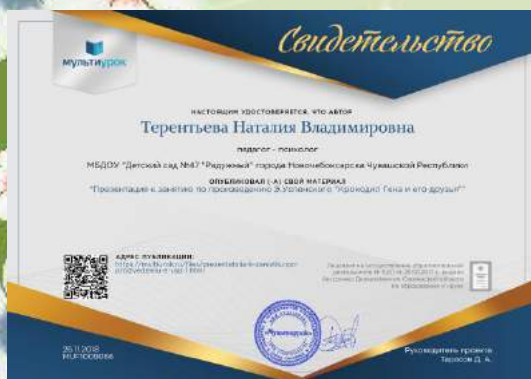 Свидетельство
мультиурок
НАСТОЯЩИМ УДОСТОВЕРЯЕТСЯ, ЧТО АВТОР
Терентьева Наталия Владимировна
педагог - психолог
МБДОУ "Детский сад №47 "Радужный" города Новочебоксарска Чувашской Республики
ОПУБЛИКОВАЛ (-А) СВОЙ МАТЕРИАЛ
"Презентация к занятию по произведению Э.Успенского "Крокодил Гена и его друзья""
АДРЕС ПУБЛИКАЦИИ:
26.11.2018
Руководитель проекта
Тарасов Д. А.
«Мультиурок»